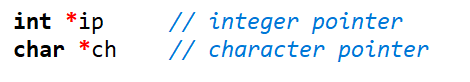 int *ip // integer pointer
char *ch // character pointer